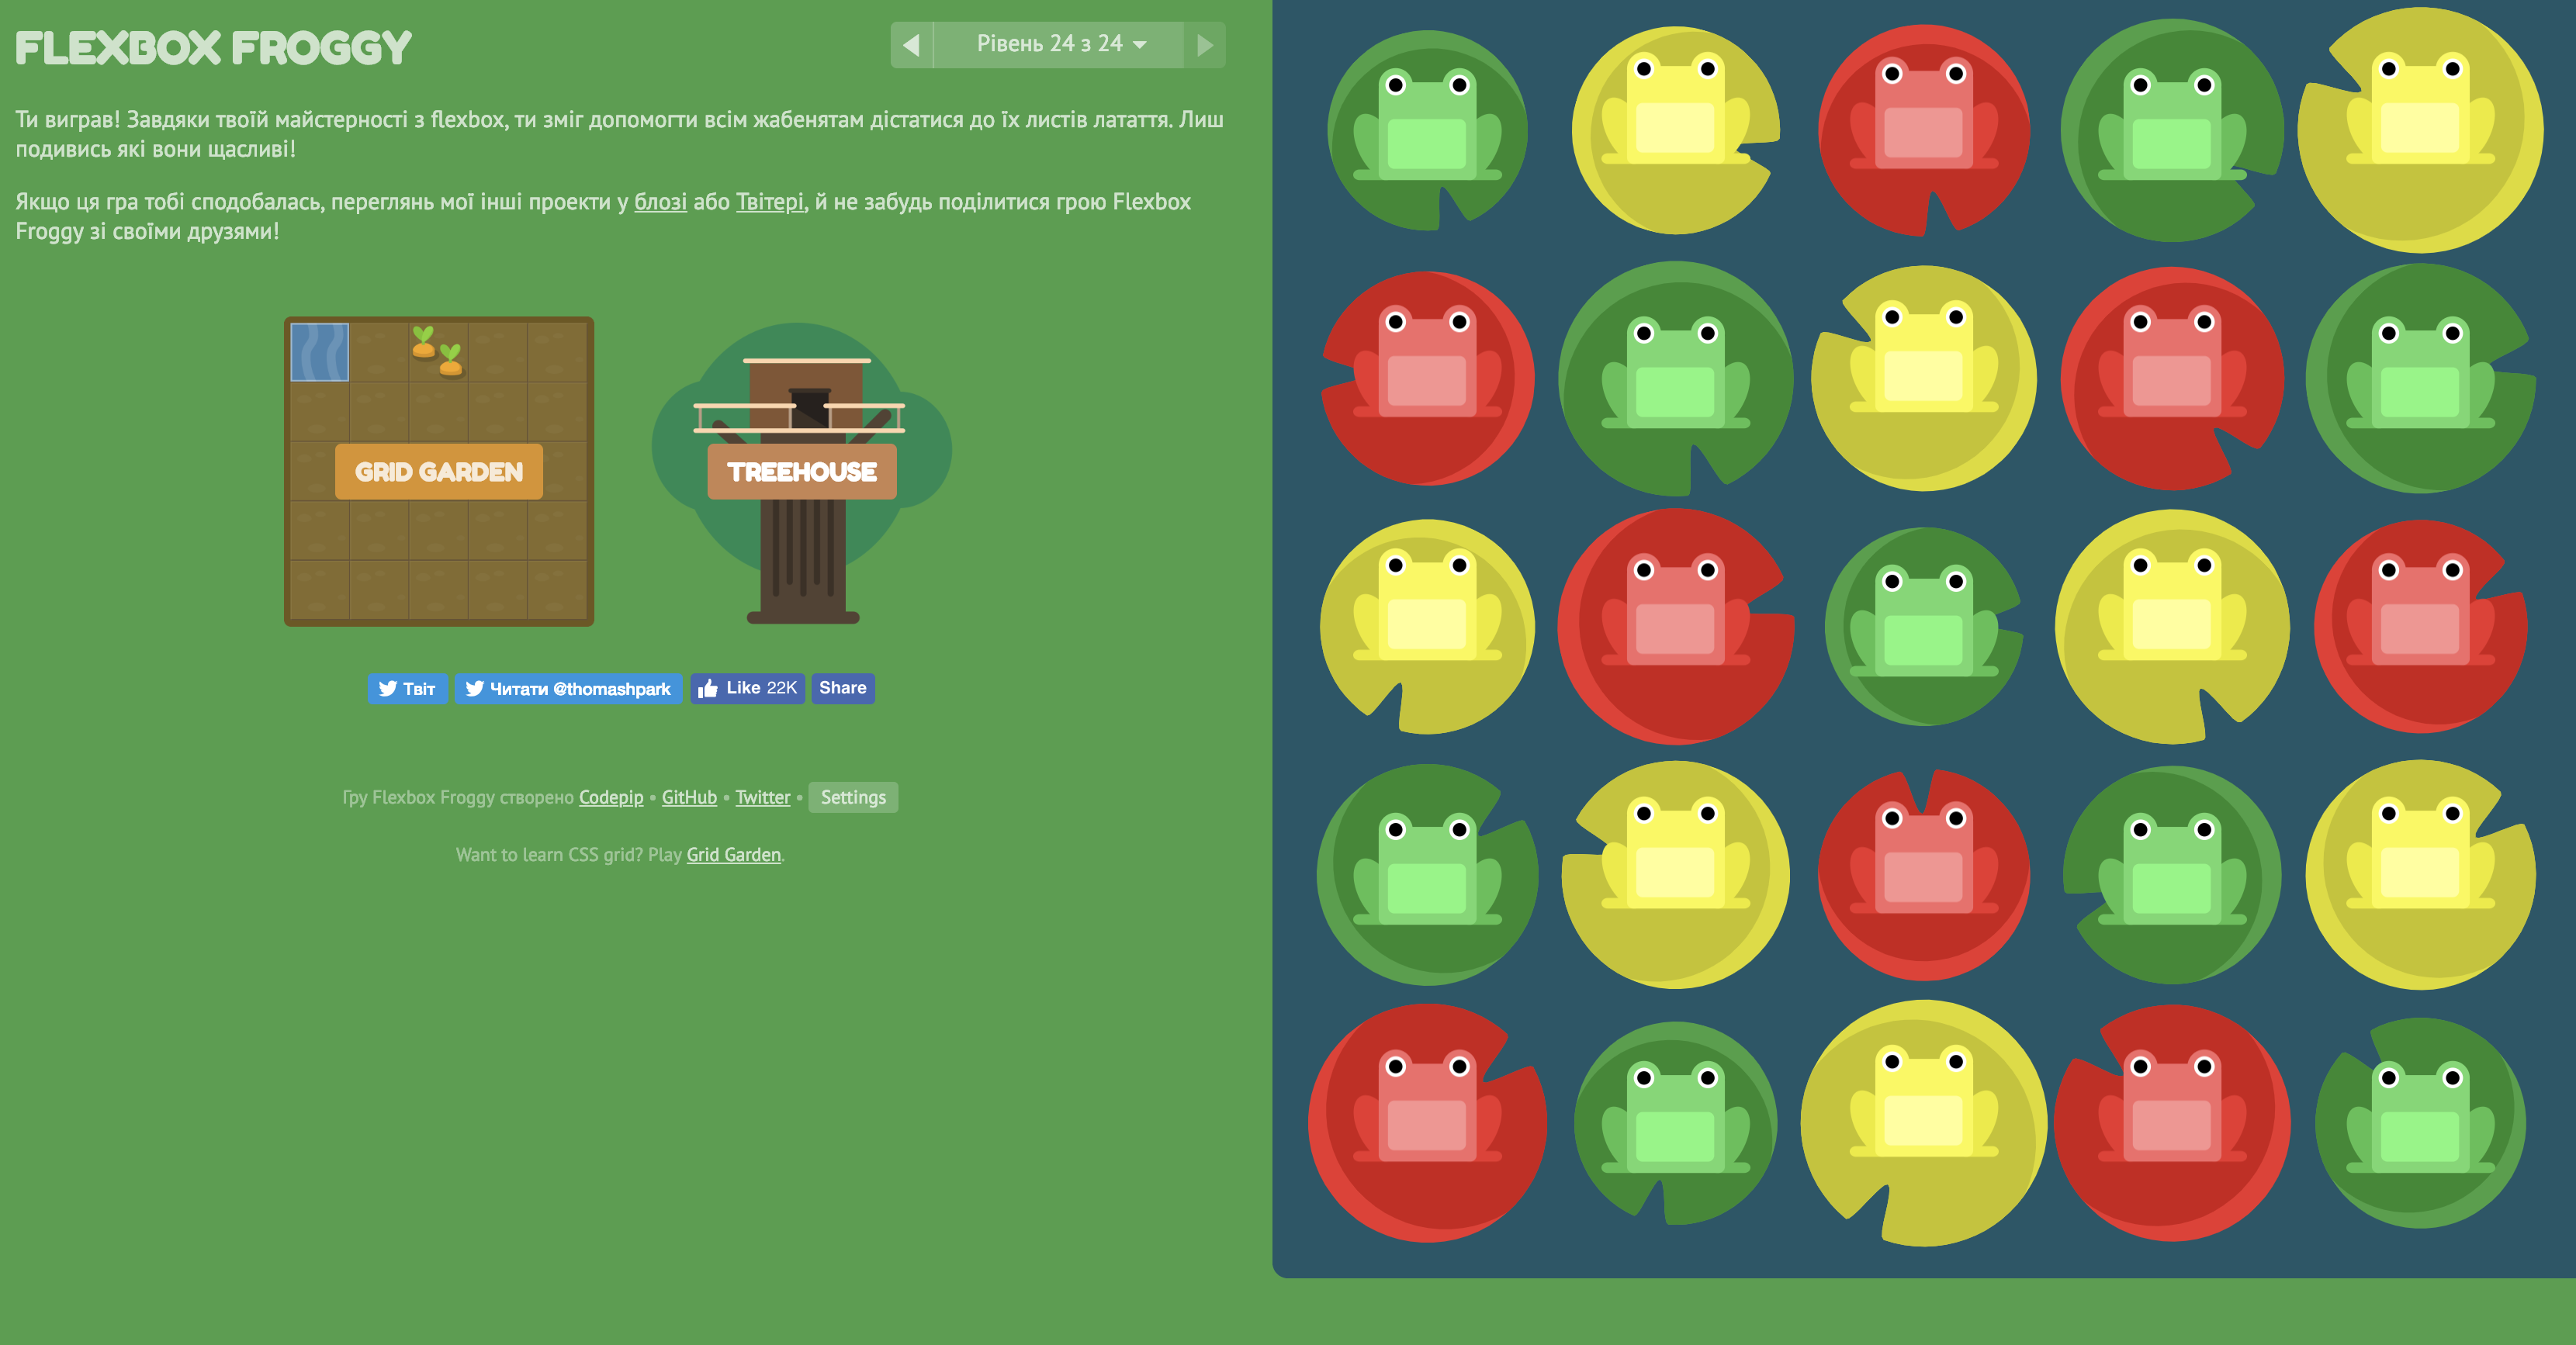 FLEXBOX FROGGY
Рівень 24 з 24
Ти виграв! Завдяки твоїй майстерності з flexbox, ти зміг допомогти всім жабенятам дістатися до їх листів латаття. Лиш
подивись які вони щасливі!
Якщо ця гра тобі сподобалась, переглянь мої інші проекти у блозі або Твітері, й не забудь поділитися грою Flexbox
Froggy зі своїми друзями!
GRID GARDEN
TREEHOUSE
Твіт
Читати @thomashpark
Like 22K
Share
Гру Flexbox Froggy створено Codepip • GitHub • Twitter • Settings
Want to learn CSS grid? Play Grid Garden.